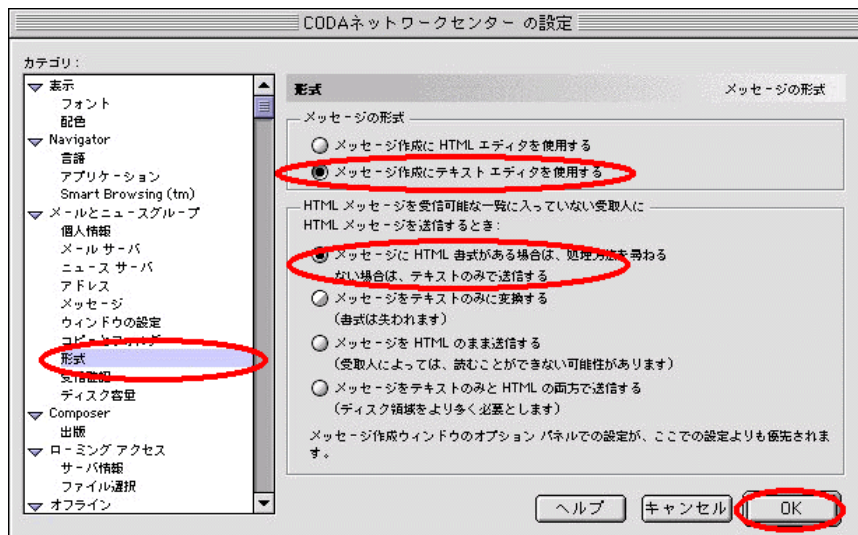 CODAネットワークセンター の設定
カテゴリ:
表示
フォント
配色
Navigator
言語
アプリケーション
Smart Browsing (tm)
メールとニュースグループ
個人情報
メール サーバ
ニュース サーバ
アドレス
メッセージ
ウィンドウの設定
コピーとフォルダ
形式
受信確認
ディスク容量
Composer
出版
ローミング アクセス
サーバ情報
ファイル選択
オフライン
形式
メッセージの形式
メッセージの形式
メッセージ作成に HTML エディタを使用する
メッセージ作成にテキスト エディタを使用する
HTML メッセージを受信可能な一覧に入っていない受取人に
HTML メッセージを送信するとき:
メッセージに HTML 書式がある場合は、処理方法を尋ねる
ない場合は、テキストのみで送信する
メッセージをテキストのみに変換する
(書式は失われます)
メッセージを HTML のまま送信する
(受取人によっては、読むことができない可能性があります)
メッセージをテキストのみと HTML の両方で送信する
(ディスク領域をより多く必要とします)
メッセージ作成ウィンドウのオプション パネルでの設定が、ここでの設定よりも優先されま
す。
ヘルプ
キャンセル
OK